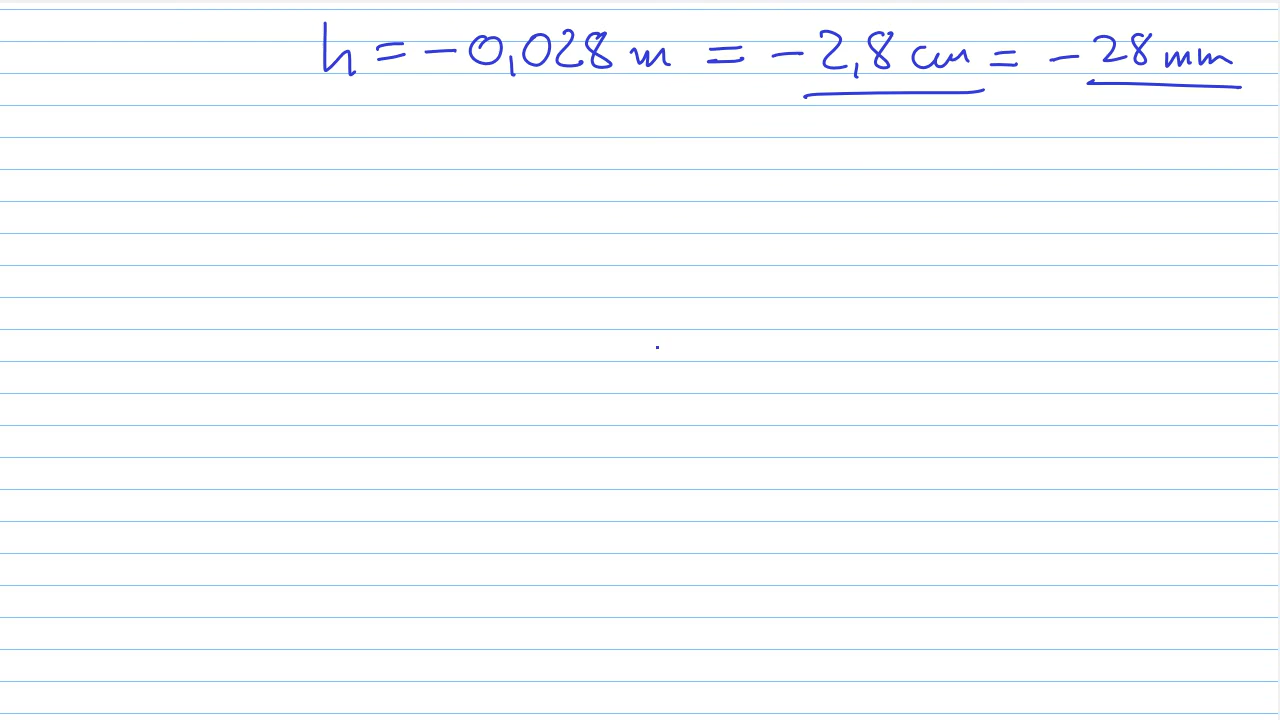 h = -0,028 m = -2,8 cm = -28 mm